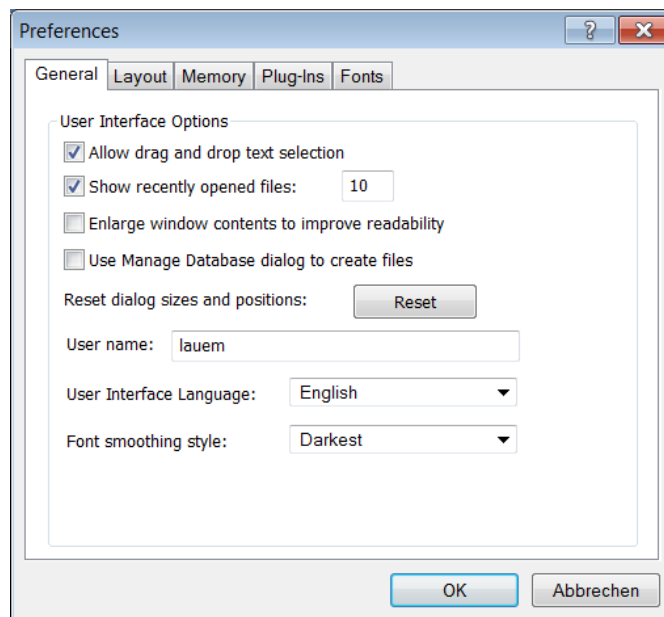 Preferences
General Layout Memory Plug-Ins Fonts
User Interface Options
Allow drag and drop text selection
Show recently opened files: 10
Enlarge window contents to improve readability
Use Manage Database dialog to create files
Reset dialog sizes and positions: Reset
User name: lauem
User Interface Language: English
Font smoothing style: Darkest
OK Abbrechen